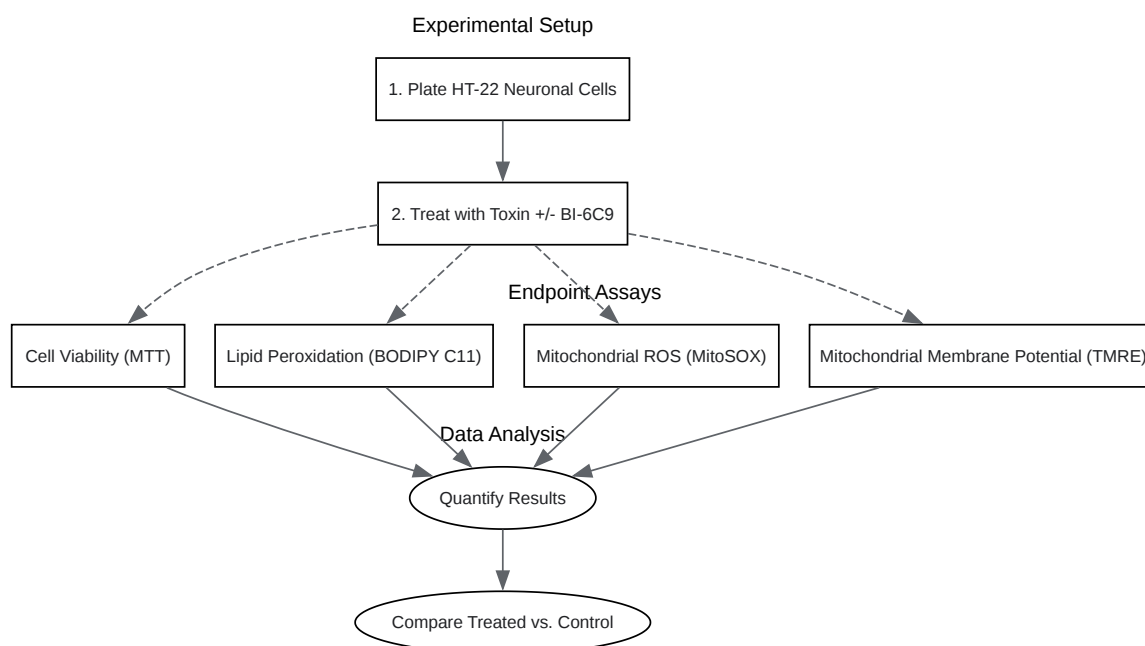 Experimental Setup
1. Plate HT-22 Neuronal Cells
2. Treat with Toxin +/- BI-6C9
Endpoint Assays
Cell Viability (MTT)
Lipid Peroxidation (BODIPY C11)
Mitochondrial ROS (MitoSOX)
Mitochondrial Membrane Potential (TMRE)
Data Analysis
Quantify Results
Compare Treated vs. Control